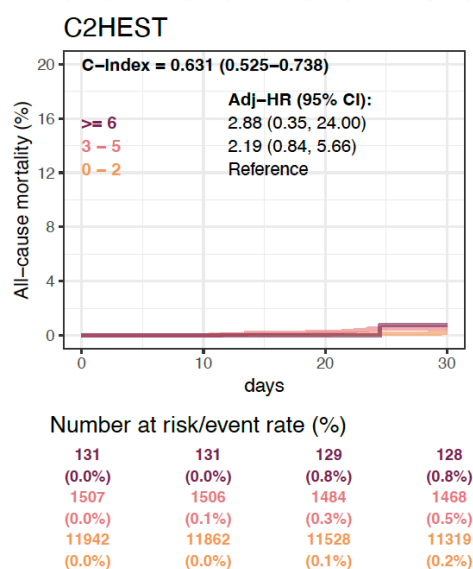 C2HEST
C−Index = 0.631 (0.525−0.738)
Adj−HR (95% CI):
>= 6 2.88 (0.35, 24.00)
3 − 5 2.19 (0.84, 5.66)
0 − 2 Reference
All−cause mortality (%)
20
16
12
8
4
0
0 10 20 30
days
Number at risk/event rate (%)
131 131 129 128
(0.0%) (0.0%) (0.8%) (0.8%)
1507 1506 1484 1468
(0.0%) (0.1%) (0.3%) (0.5%)
11942 11862 11528 11319
(0.0%) (0.0%) (0.1%) (0.2%)